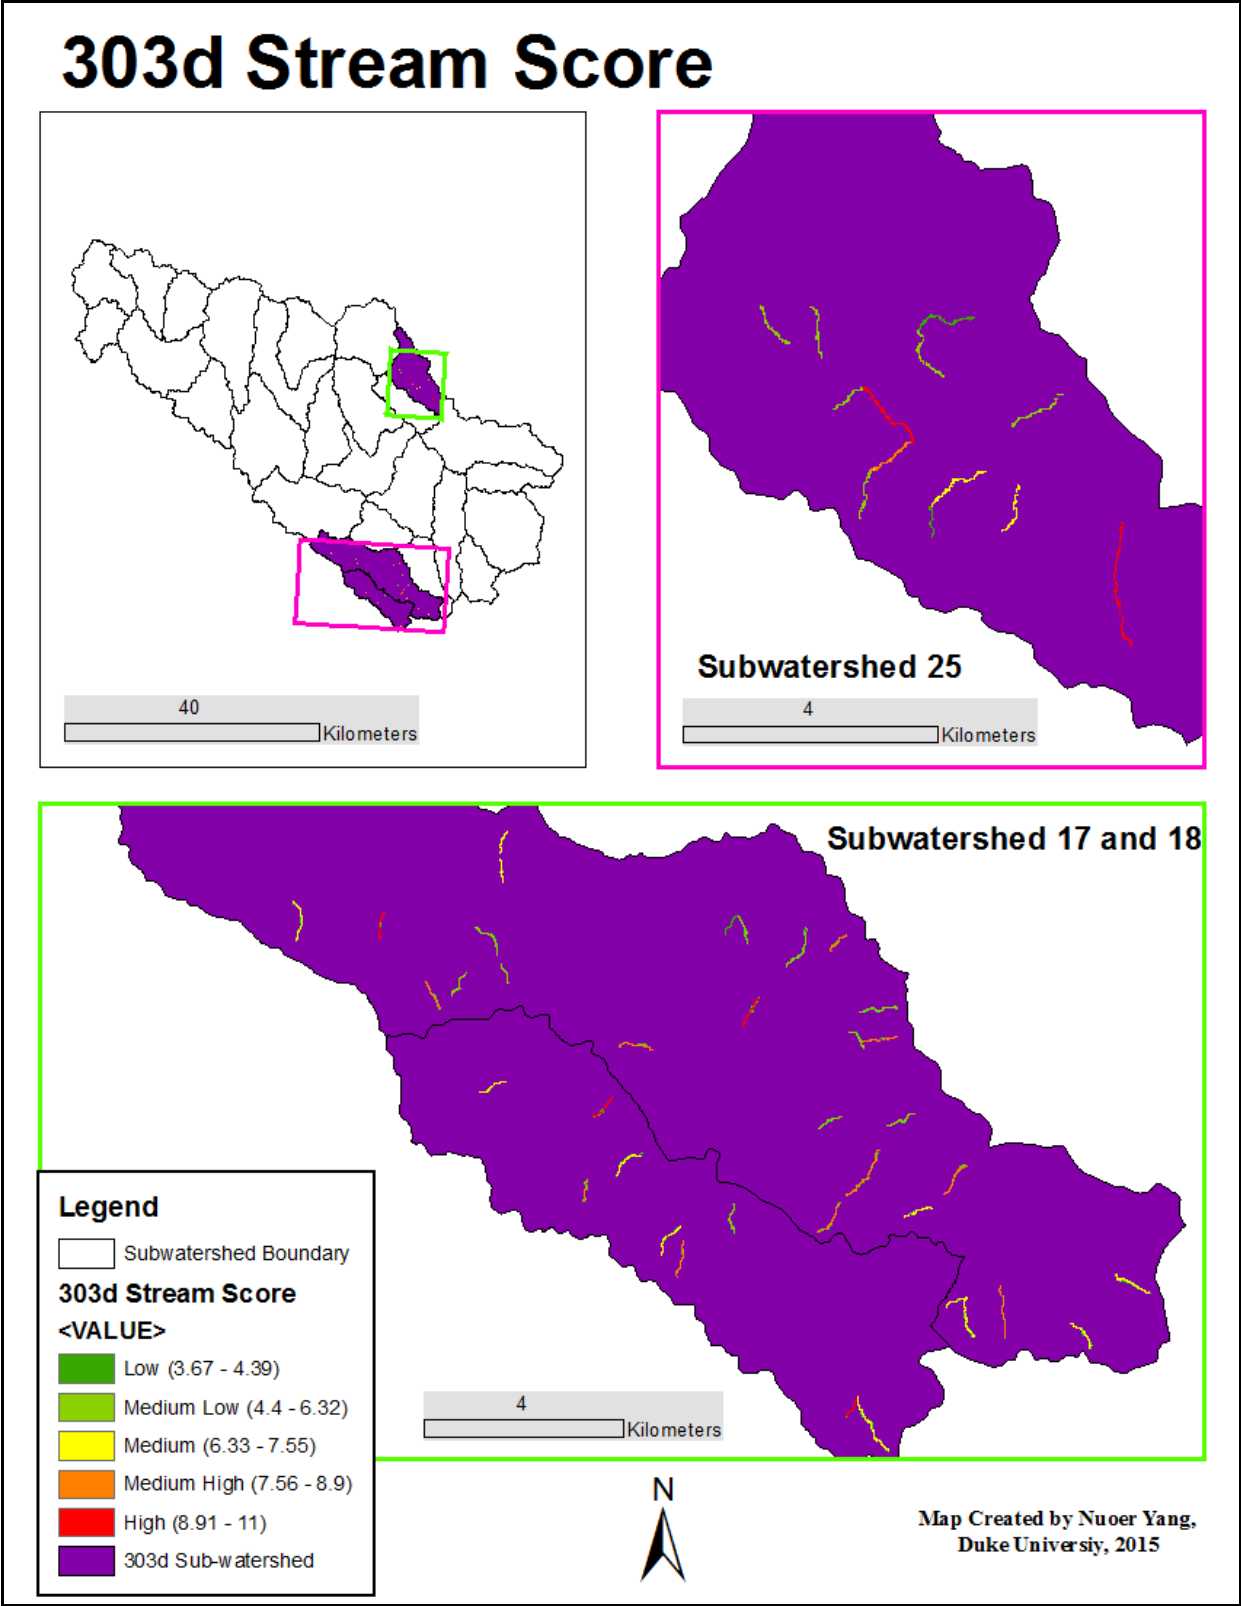 303d Stream Score
40
Kilometers
Subwatershed 25
4
Kilometers
Subwatershed 17 and 18
4
Kilometers
Legend
Subwatershed Boundary
303d Stream Score
<VALUE>
Low (3.67 - 4.39)
Medium Low (4.4 - 6.32)
Medium (6.33 - 7.55)
Medium High (7.56 - 8.9)
High (8.91 - 11)
303d Sub-watershed
N
Map Created by Nuoer Yang,
Duke Universiy, 2015